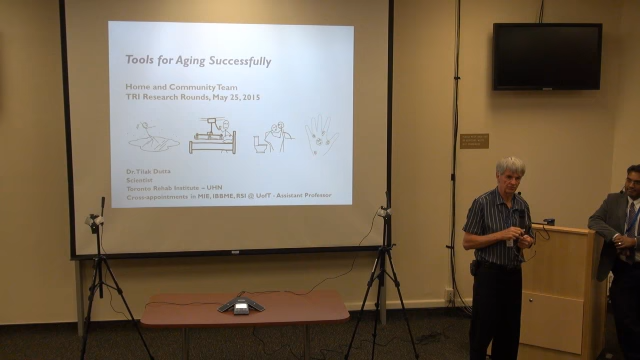 Tools for Aging Successfully
Home and Community Team
TRI Research Rounds, May 25, 2015
Dr. Tilak Dutta
Scientist
Toronto Rehab Institute – UHN
Cross-appointments in MIE, IBBME, RSI @ UofT - Assistant Professor